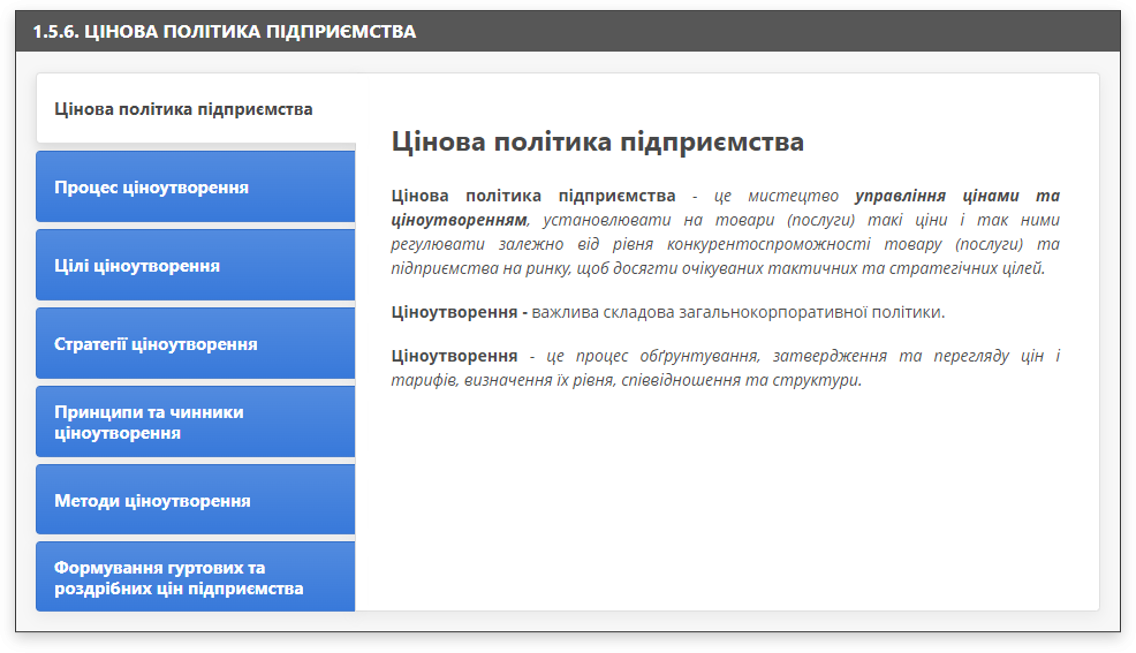 1.5.6. ЦІНОВА ПОЛІТИКА ПІДПРИЄМСТВА
Цінова політика підприємства
Процес ціноутворення
Цілі ціноутворення
Стратегії ціноутворення
Принципи та чинники
ціноутворення
Методи ціноутворення
Формування гуртових та
роздрібних цін підприємства
Цінова політика підприємства
Цінова політика підприємства - це мистецтво управління цінами та
ціноутворенням, установлювати на товари (послуги) такі ціни і так ними
регулювати залежно від рівня конкурентоспроможності товару (послуги) та
підприємства на ринку, щоб досягти очікуваних тактичних та стратегічних цілей.
Ціноутворення - важлива складова загальнокорпоративної політики.
Ціноутворення - це процес обґрунтування, затвердження та перегляду цін і
тарифів, визначення їх рівня, співвідношення та структури.